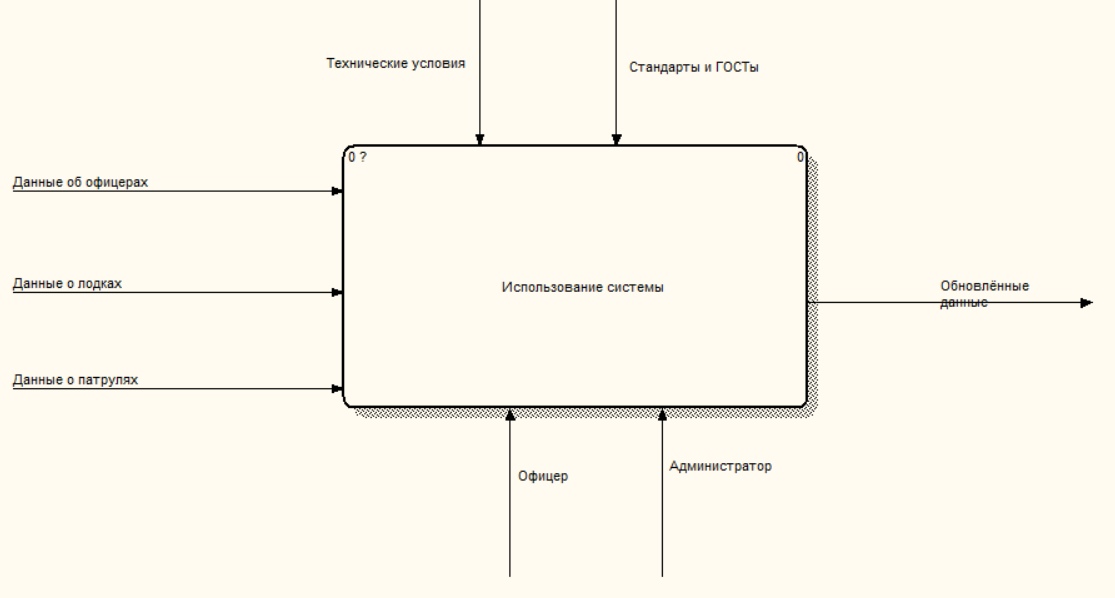 Технические условия
Стандарты и ГОСТы
0 ?
0
Данные об офицерах
Данные о лодках
Использование системы
Обновлённые
данные
Данные о патрулях
Администратор
Офицер